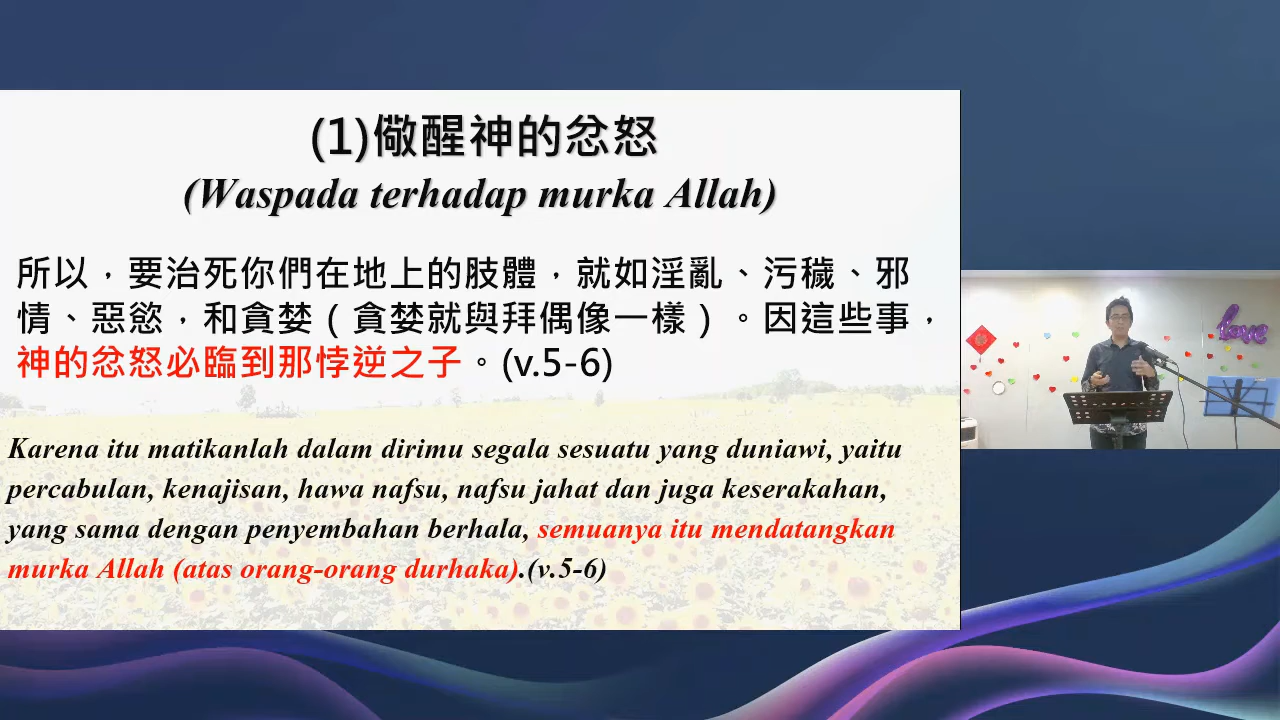 (1)儆醒神的忿怒
(Waspada terhadap murka Allah)
所以，要治死你們在地上的肢體，就如淫亂、污穢、邪
情、惡慾，和貪婪（貪婪就與拜偶像一樣）。因這些事，
神的忿怒必臨到那悖逆之子。(v.5-6)
Karena itu matikanlah dalam dirimu segala sesuatu yang duniawi, yaitu
percabulan, kenajisan, hawa nafsu, nafsu jahat dan juga keserakahan,
yang sama dengan penyembahan berhala, semuanya itu mendatangkan
murka Allah (atas orang-orang durhaka).(v.5-6)
love